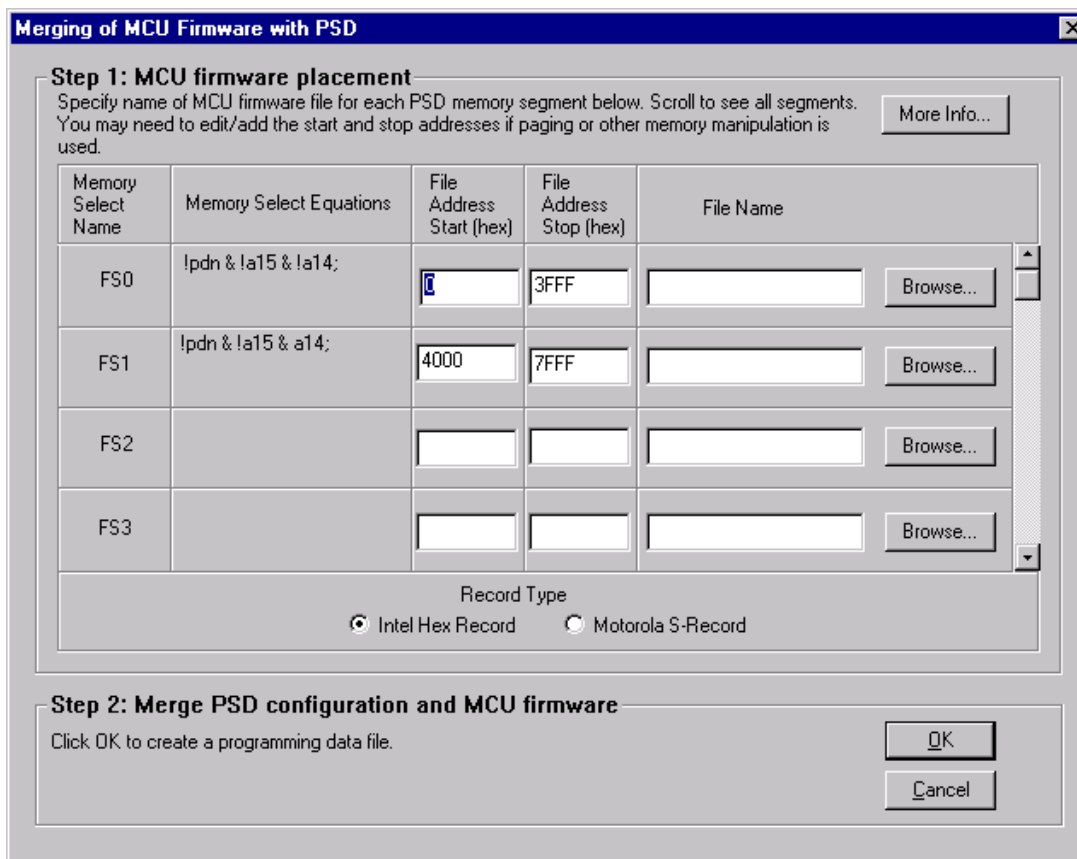 Merging of MCU Firmware with PSD
Step 1: MCU firmware placement
Specify name of MCU firmware file for each PSD memory segment below. Scroll to see all segments.
You may need to edit/add the start and stop addresses if paging or other memory manipulation is
used.
More Info...
Memory
Select
Name
Memory Select Equations
File
Address
Start (hex)
File
Address
Stop (hex)
File Name
FS0
!pdn & !a15 & !a14;
0
3FFF
Browse...
FS1
!pdn & !a15 & a14;
4000
7FFF
Browse...
FS2
Browse...
FS3
Browse...
Record Type
Intel Hex Record
Motorola S-Record
Step 2: Merge PSD configuration and MCU firmware
Click OK to create a programming data file.
OK
Cancel